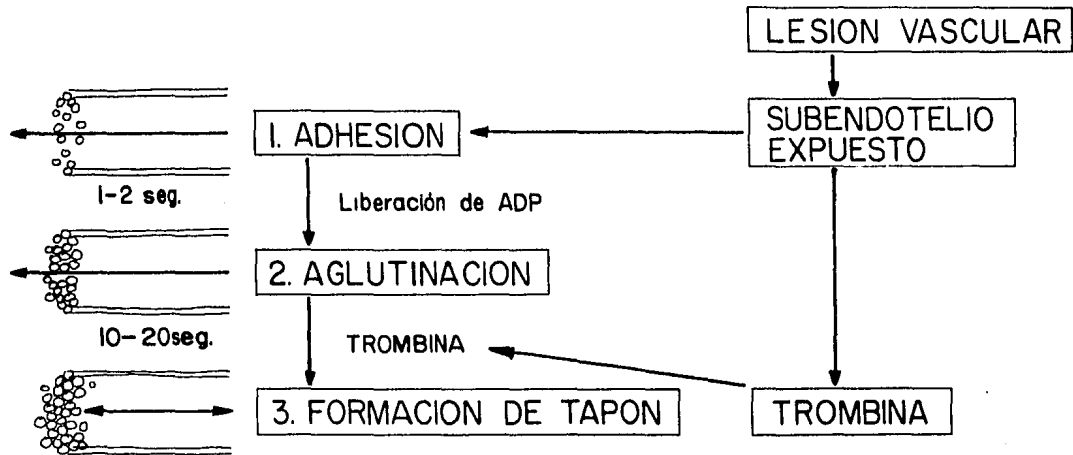 LESION VASCULAR
SUBENDOTELIO
EXPUESTO
1. ADHESION
1-2 seg.
Liberación de ADP
2. AGLUTINACION
10-20seg.
TROMBINA
3. FORMACION DE TAPON
TROMBINA